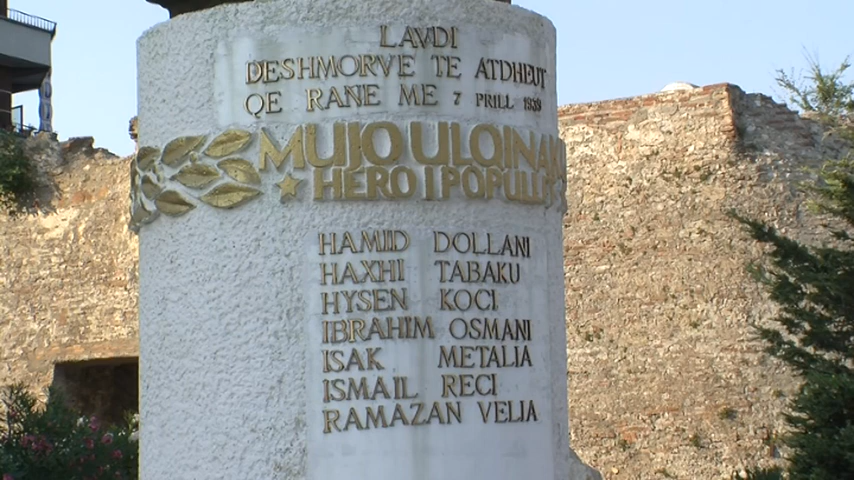 LAVDI
DESHMORVE TE ATDHEUT
QE RANE ME 7 PRILL 1939
MUJO ULQINAKU
HERO I POPULLIT
HAMID DOLLANI
HAXHI TABAKU
HYSEN KOCI
IBRAHIM OSMANI
ISAK METALIA
ISMAIL RECI
RAMAZAN VELIA